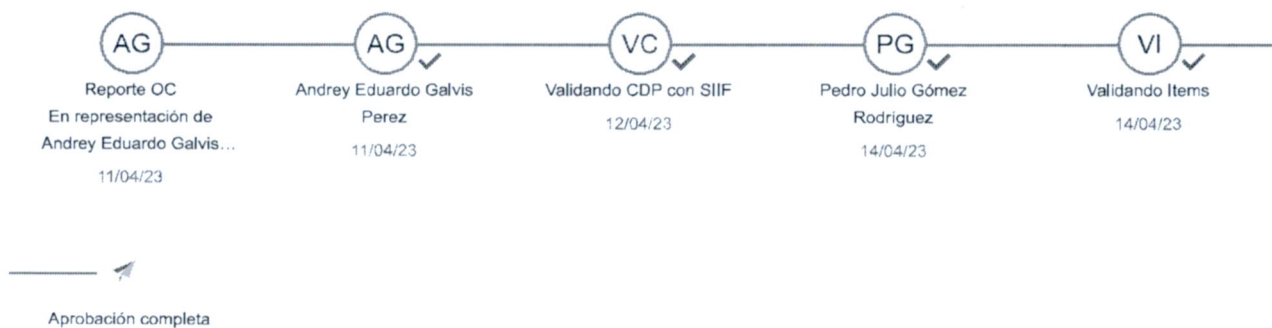 AG
Reporte OC
En representación de
Andrey Eduardo Galvis...
11/04/23
AG
Andrey Eduardo Galvis
Perez
11/04/23
VC
Validando CDP con SIIF
12/04/23
PG
Pedro Julio Gómez
Rodriguez
14/04/23
VI
Validando Items
14/04/23
Aprobación completa